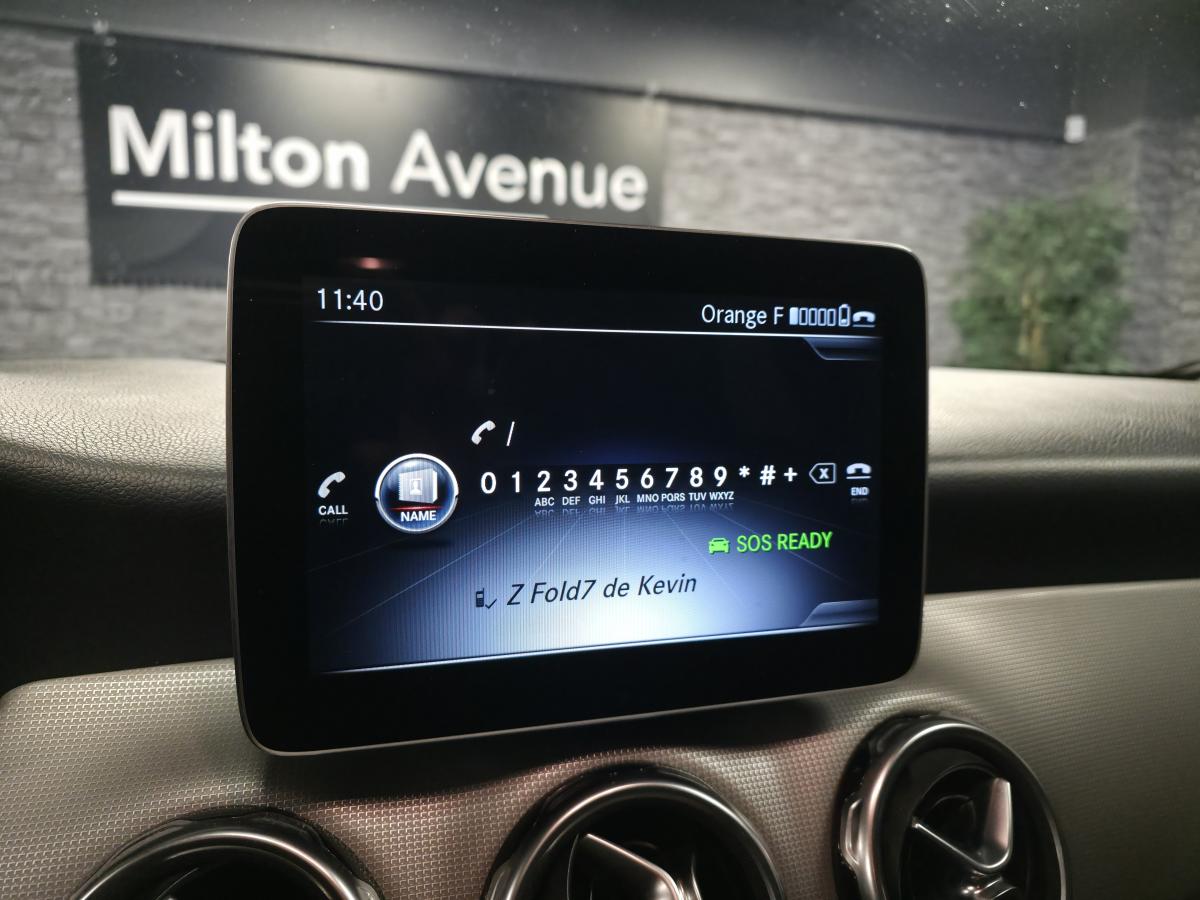 Milton Avenue
11:40
Orange F
/
CALL
NAME
0 1 2 3 4 5 6 7 8 9 * # +
ABC DEF GHI JKL MNO PQRS TUV WXYZ
X
END
SOS READY
Z Fold7 de Kevin